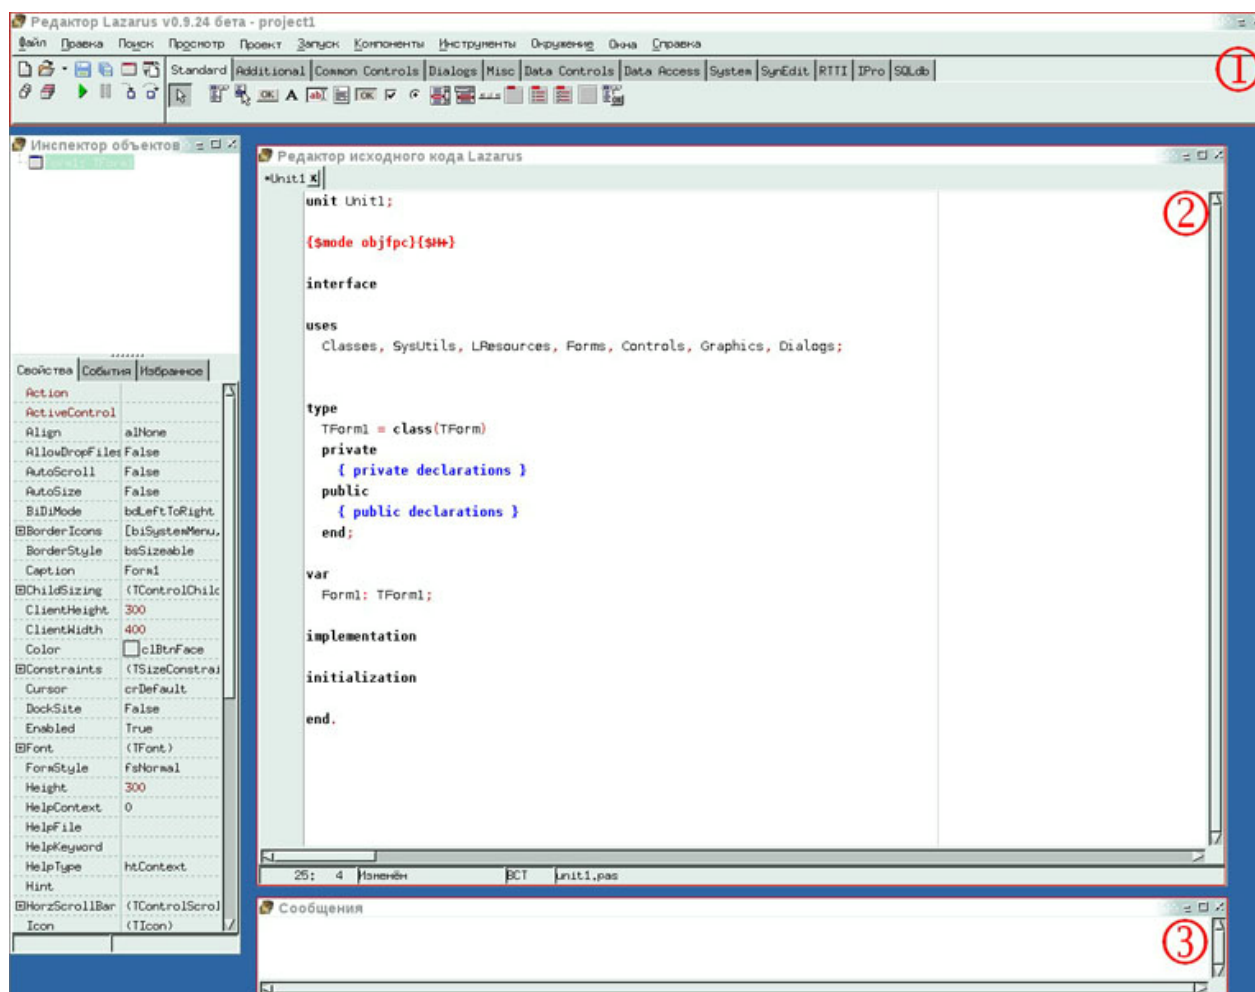 Редактор Lazarus v0.9.24 бета - project1
Файл Правка Поиск Просмотр Проект Запуск Компоненты Инструменты Окружение Окна Справка
Standard Additional Common Controls Dialogs Misc Data Controls Data Access System SynEdit RTTI IPro SQLdb
①
OK A abI OK
Инспектор объектов
Form1: TForm
Свойства События Избранное
Action
ActiveControl
Align alNone
AllowDropFiles False
AutoScroll False
AutoSize False
BiDiMode bdLeftToRight
BorderIcons [biSystemMenu,
BorderStyle bsSizeable
Caption Form1
ChildSizing (TControlChild
ClientHeight 300
ClientWidth 400
Color clBtnFace
Constraints (TSizeConstrai
Cursor crDefault
DockSite False
Enabled True
Font (TFont)
FormStyle fsNormal
Height 300
HelpContext 0
HelpFile
HelpKeyword
HelpType htContext
Hint
HorzScrollBar (TControlScrol
Icon (TIcon)
Редактор исходного кода Lazarus
*Unit1
②
unit Unit1;
{$mode objfpc}{$H+}
interface
uses
Classes, SysUtils, LResources, Forms, Controls, Graphics, Dialogs;
type
TForm1 = class(TForm)
private
{ private declarations }
public
{ public declarations }
end;
var
Form1: TForm1;
implementation
initialization
end.
25: 4 Изменён ВСТ unit1.pas
Сообщения
③